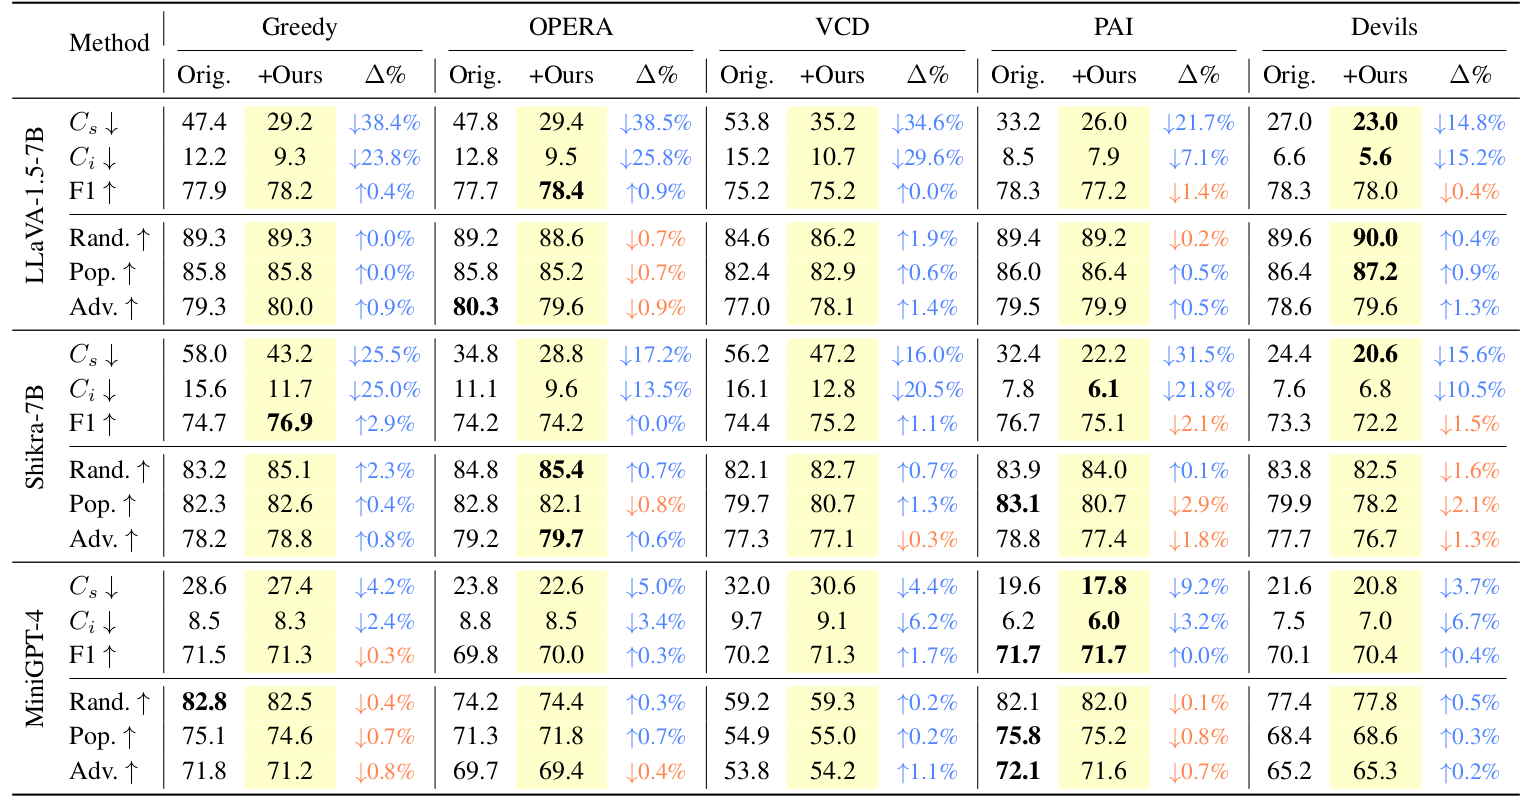 Method Greedy OPERA VCD PAI Devils
Orig. +Ours Δ% Orig. +Ours Δ% Orig. +Ours Δ% Orig. +Ours Δ% Orig. +Ours Δ%
LLaVA-1.5-7B
C_s ↓ 47.4 29.2 ↓38.4% 47.8 29.4 ↓38.5% 53.8 35.2 ↓34.6% 33.2 26.0 ↓21.7% 27.0 23.0 ↓14.8%
C_i ↓ 12.2 9.3 ↓23.8% 12.8 9.5 ↓25.8% 15.2 10.7 ↓29.6% 8.5 7.9 ↓7.1% 6.6 5.6 ↓15.2%
F1 ↑ 77.9 78.2 ↑0.4% 77.7 78.4 ↑0.9% 75.2 75.2 ↑0.0% 78.3 77.2 ↓1.4% 78.3 78.0 ↓0.4%
Rand. ↑ 89.3 89.3 ↑0.0% 89.2 88.6 ↓0.7% 84.6 86.2 ↑1.9% 89.4 89.2 ↓0.2% 89.6 90.0 ↑0.4%
Pop. ↑ 85.8 85.8 ↑0.0% 85.8 85.2 ↓0.7% 82.4 82.9 ↑0.6% 86.0 86.4 ↑0.5% 86.4 87.2 ↑0.9%
Adv. ↑ 79.3 80.0 ↑0.9% 80.3 79.6 ↓0.9% 77.0 78.1 ↑1.4% 79.5 79.9 ↑0.5% 78.6 79.6 ↑1.3%
Shikra-7B
C_s ↓ 58.0 43.2 ↓25.5% 34.8 28.8 ↓17.2% 56.2 47.2 ↓16.0% 32.4 22.2 ↓31.5% 24.4 20.6 ↓15.6%
C_i ↓ 15.6 11.7 ↓25.0% 11.1 9.6 ↓13.5% 16.1 12.8 ↓20.5% 7.8 6.1 ↓21.8% 7.6 6.8 ↓10.5%
F1 ↑ 74.7 76.9 ↑2.9% 74.2 74.2 ↑0.0% 74.4 75.2 ↑1.1% 76.7 75.1 ↓2.1% 73.3 72.2 ↓1.5%
Rand. ↑ 83.2 85.1 ↑2.3% 84.8 85.4 ↑0.7% 82.1 82.7 ↑0.7% 83.9 84.0 ↑0.1% 83.8 82.5 ↓1.6%
Pop. ↑ 82.3 82.6 ↑0.4% 82.8 82.1 ↓0.8% 79.7 80.7 ↑1.3% 83.1 80.7 ↓2.9% 79.9 78.2 ↓2.1%
Adv. ↑ 78.2 78.8 ↑0.8% 79.2 79.7 ↑0.6% 77.3 77.1 ↓0.3% 78.8 77.4 ↓1.8% 77.7 76.7 ↓1.3%
MiniGPT-4
C_s ↓ 28.6 27.4 ↓4.2% 23.8 22.6 ↓5.0% 32.0 30.6 ↓4.4% 19.6 17.8 ↓9.2% 21.6 20.8 ↓3.7%
C_i ↓ 8.5 8.3 ↓2.4% 8.8 8.5 ↓3.4% 9.7 9.1 ↓6.2% 6.2 6.0 ↓3.2% 7.5 7.0 ↓6.7%
F1 ↑ 71.5 71.3 ↓0.3% 69.8 70.0 ↑0.3% 70.2 71.3 ↑1.7% 71.7 71.7 ↑0.0% 70.1 70.4 ↑0.4%
Rand. ↑ 82.8 82.5 ↓0.4% 74.2 74.4 ↑0.3% 59.2 59.3 ↑0.2% 82.1 82.0 ↓0.1% 77.4 77.8 ↑0.5%
Pop. ↑ 75.1 74.6 ↓0.7% 71.3 71.8 ↑0.7% 54.9 55.0 ↑0.2% 75.8 75.2 ↓0.8% 68.4 68.6 ↑0.3%
Adv. ↑ 71.8 71.2 ↓0.8% 69.7 69.4 ↓0.4% 53.8 54.2 ↑1.1% 72.1 71.6 ↓0.7% 65.2 65.3 ↑0.2%